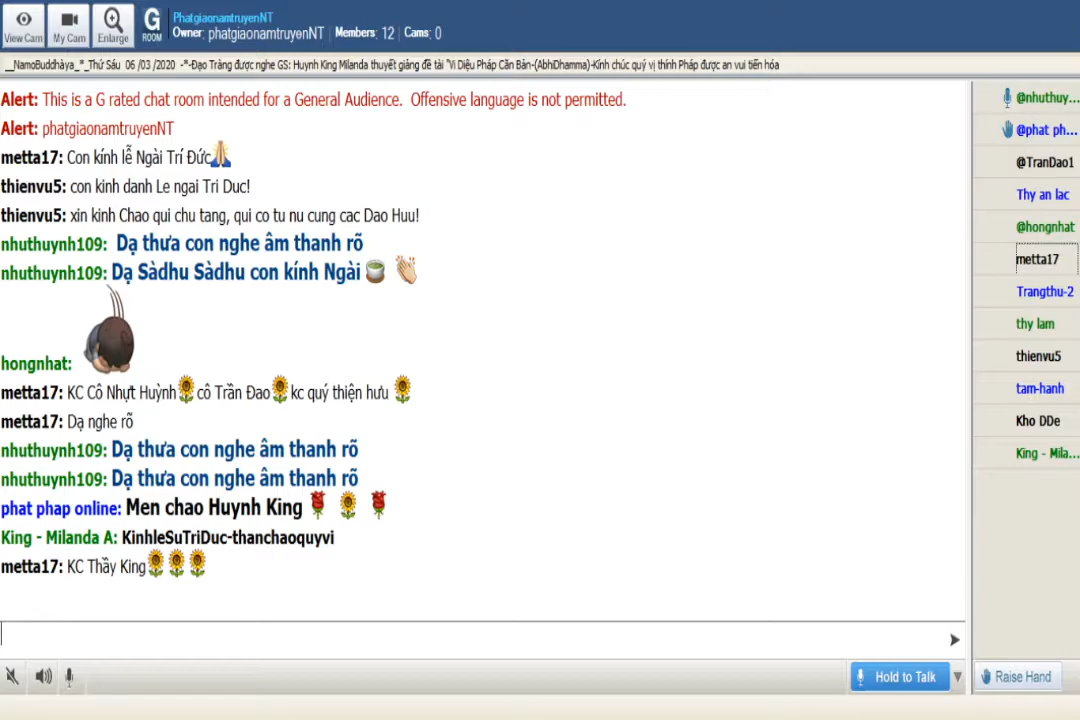 View Cam
My Cam
Enlarge
G
ROOM
PhatgiaonamtruyenNT
Owner: phatgiaonamtruyenNT Members: 12 Cams: 0
__NamoBuddhàya_*_Thứ Sáu 06 /03 /2020 -*-Đạo Tràng được nghe GS: Huynh King Milanda thuyết giảng đề tài "Vi Diệu Pháp Căn Bản-(AbhiDhamma)-Kính chúc quý vị thính Pháp được an vui tiến hóa
Alert: This is a G rated chat room intended for a General Audience. Offensive language is not permitted.
Alert: phatgiaonamtruyenNT
metta17: Con kính lễ Ngài Trí Đức
thienvu5: con kinh danh Le ngai Tri Duc!
thienvu5: xin kinh Chao qui chu tang, qui co tu nu cung cac Dao Huu!
nhuthuynh109: Dạ thưa con nghe âm thanh rõ
nhuthuynh109: Dạ Sàdhu Sàdhu con kính Ngài
hongnhat:
metta17: KC Cô Nhựt Huỳnh cô Trần Đao kc quý thiện hưu
metta17: Dạ nghe rõ
nhuthuynh109: Dạ thưa con nghe âm thanh rõ
nhuthuynh109: Dạ thưa con nghe âm thanh rõ
phat phap online: Men chao Huynh King
King - Milanda A: KinhleSuTriDuc-thanchaoquyvi
metta17: KC Thầy King
@nhuthuy...
@phat ph...
@TranDao1
Thy an lac
@hongnhat
metta17
Trangthu-2
thy lam
thienvu5
tam-hanh
Kho DDe
King - Mila...
Hold to Talk
Raise Hand